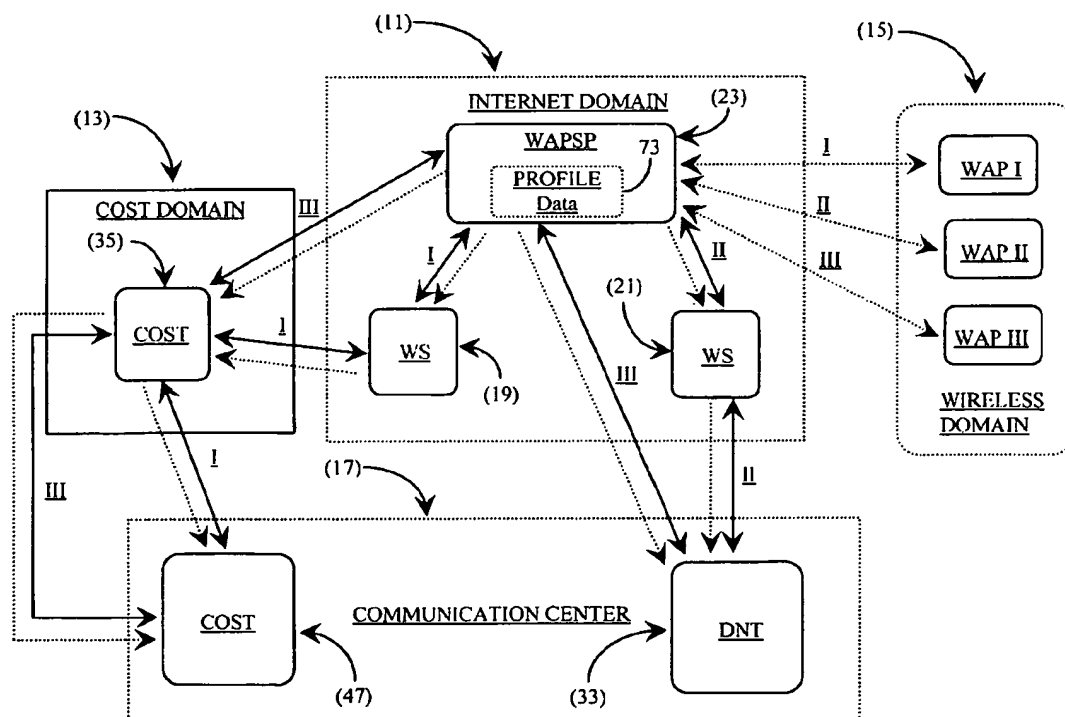 (11)
(15)
INTERNET DOMAIN
(23)
(13)
WAPSP
73
I
WAP I
PROFILE
Data
COST DOMAIN
III
II
(35)
I
II
WAP II
III
(21)
COST
I
WS
WS
WAP III
III
(19)
WIRELESS
DOMAIN
I
(17)
II
III
COST
COMMUNICATION CENTER
DNT
(47)
(33)